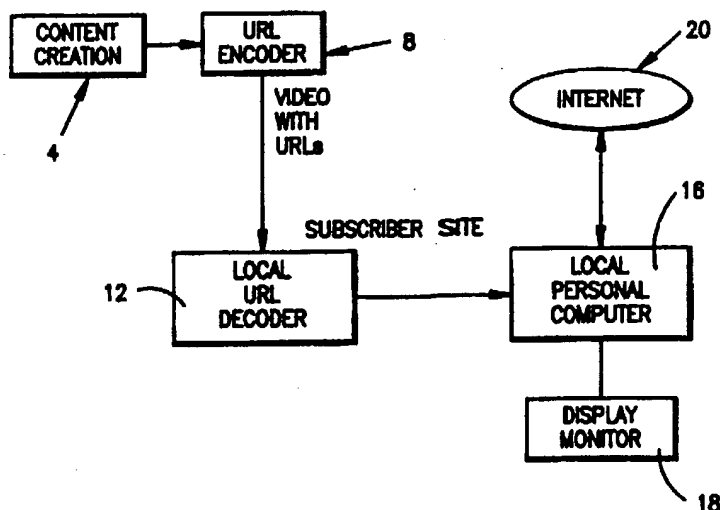 CONTENT
CREATION
4
URL
ENCODER
8
VIDEO
WITH
URLs
20
INTERNET
SUBSCRIBER SITE
12
LOCAL
URL
DECODER
16
LOCAL
PERSONAL
COMPUTER
DISPLAY
MONITOR
18